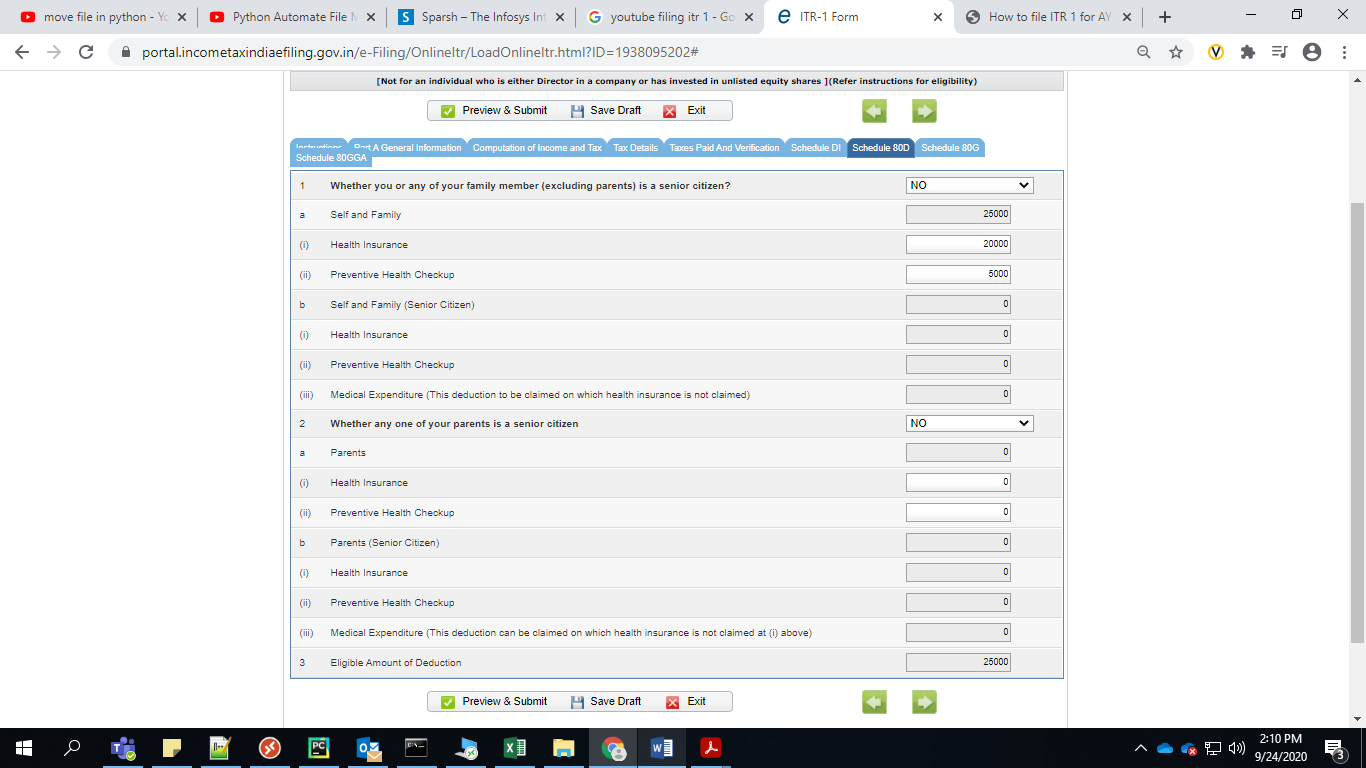 move file in python - Yo
Python Automate File M
Sparsh – The Infosys Int
youtube filing itr 1 - Go
ITR-1 Form
How to file ITR 1 for AY
portal.incometaxindiaefiling.gov.in/e-Filing/OnlineItr/LoadOnlineItr.html?ID=1938095202#
[Not for an individual who is either Director in a company or has invested in unlisted equity shares ](Refer instructions for eligibility)
Preview & Submit Save Draft Exit
Instructions Part A General Information Computation of Income and Tax Tax Details Taxes Paid And Verification Schedule DI Schedule 80D Schedule 80G
Schedule 80GGA
1 Whether you or any of your family member (excluding parents) is a senior citizen? NO
a Self and Family 25000
(i) Health Insurance 20000
(ii) Preventive Health Checkup 5000
b Self and Family (Senior Citizen) 0
(i) Health Insurance 0
(ii) Preventive Health Checkup 0
(iii) Medical Expenditure (This deduction to be claimed on which health insurance is not claimed) 0
2 Whether any one of your parents is a senior citizen NO
a Parents 0
(i) Health Insurance 0
(ii) Preventive Health Checkup 0
b Parents (Senior Citizen) 0
(i) Health Insurance 0
(ii) Preventive Health Checkup 0
(iii) Medical Expenditure (This deduction can be claimed on which health insurance is not claimed at (i) above) 0
3 Eligible Amount of Deduction 25000
Preview & Submit Save Draft Exit
2:10 PM
9/24/2020
3